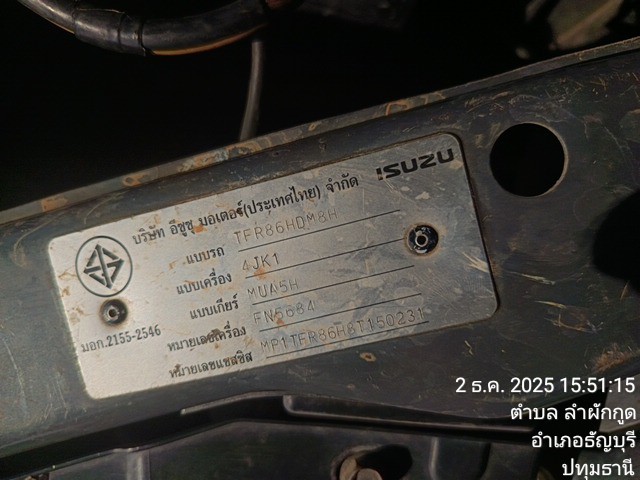 ISUZU
บริษัท อีซูซุ มอเตอร์(ประเทศไทย) จำกัด
แบบรถ TFR86HDM8H
แบบเครื่อง 4JK1
แบบเกียร์ MUA5H
หมายเลขเครื่อง FN5684
หมายเลขแชสซีส MP1TFR86H8T150231
มอก.2155-2546
2 ธ.ค. 2025 15:51:15
ตำบล ลำผักกูด
อำเภอธัญบุรี
ปทุมธานี